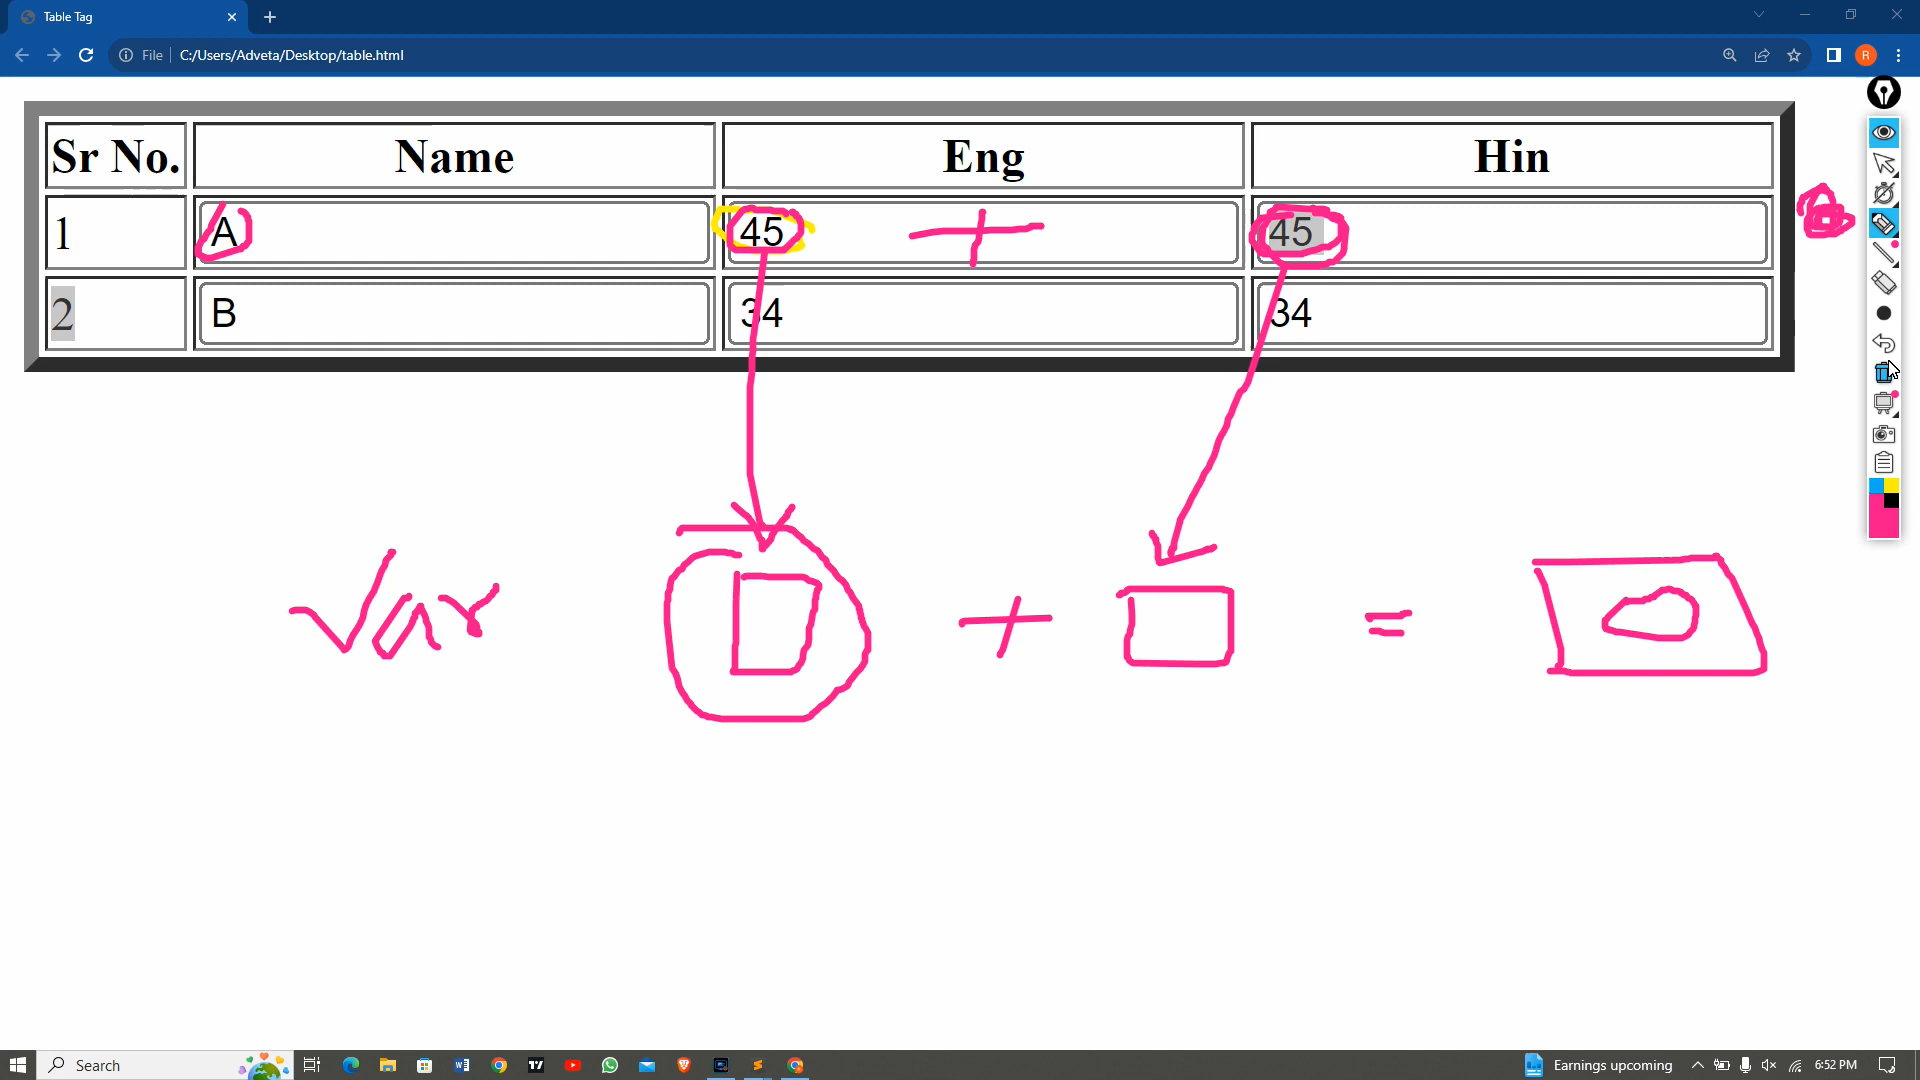 Table Tag
File C:/Users/Adveta/Desktop/table.html
R
Sr No. Name Eng Hin
1 A 45 + 45
2 B 34 34
Var + =
Search
Earnings upcoming
6:52 PM